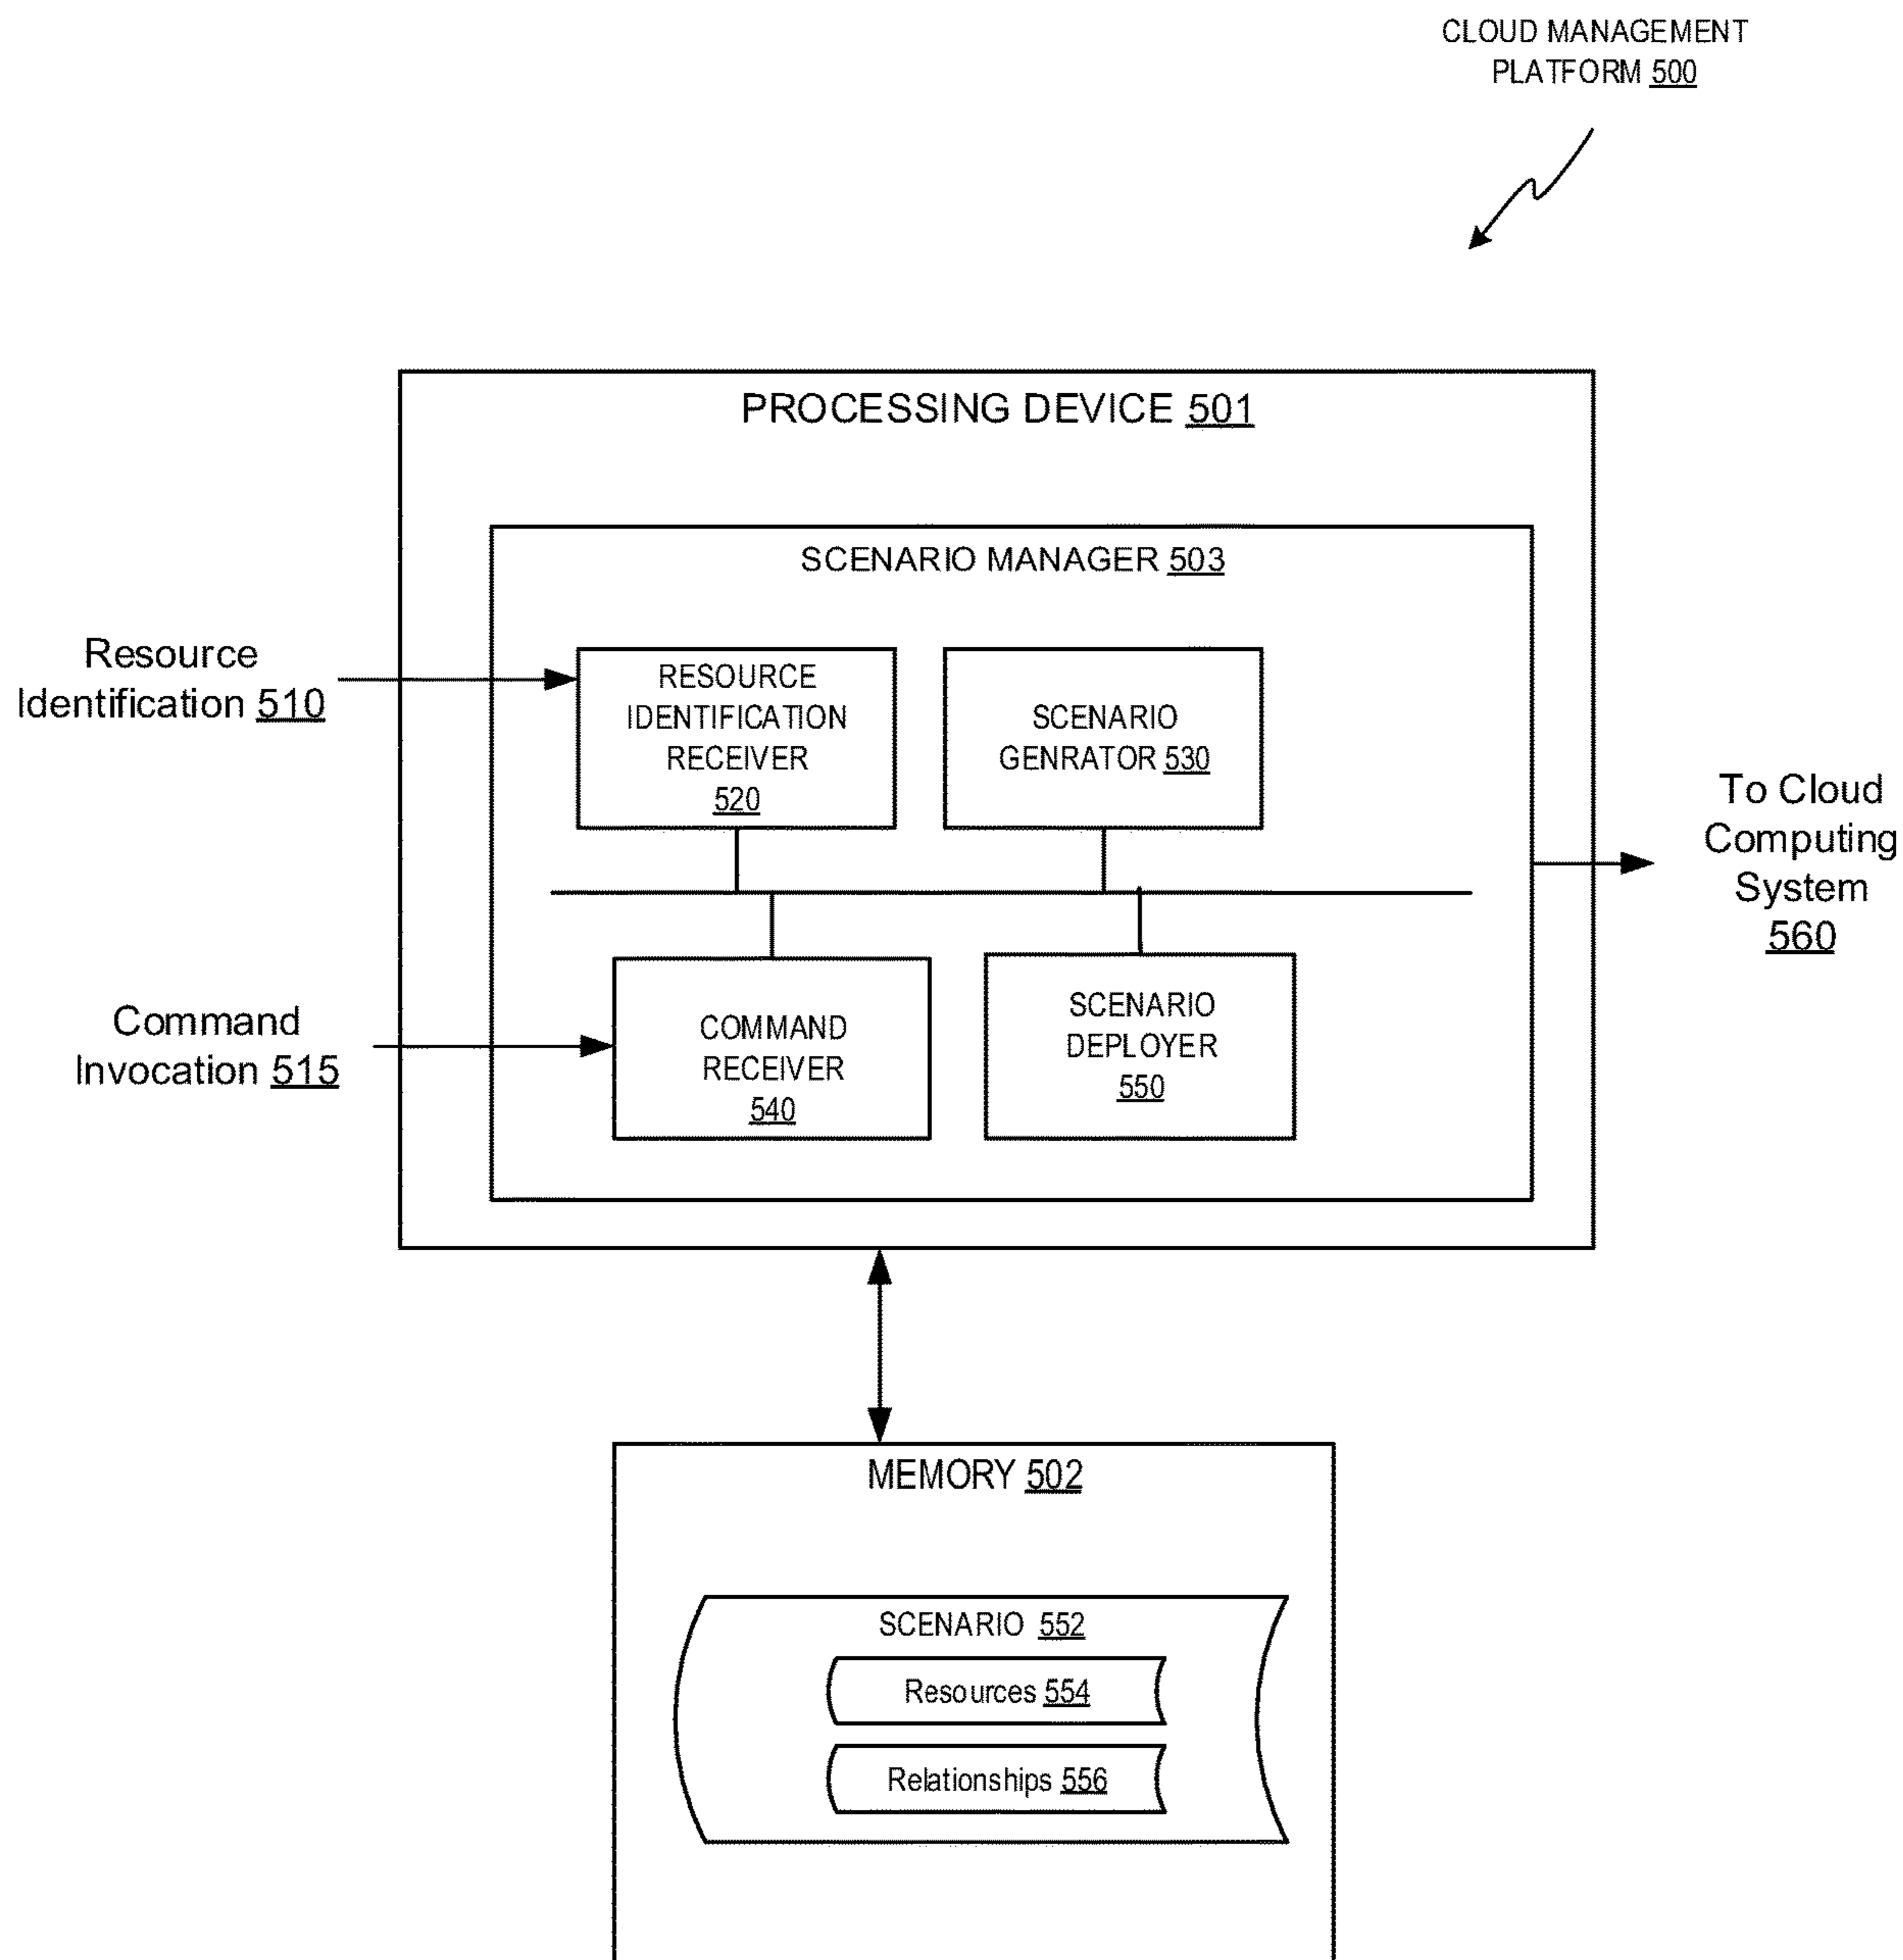 CLOUD MANAGEMENT
PLATFORM 500
PROCESSING DEVICE 501
SCENARIO MANAGER 503
Resource
Identification 510
RESOURCE
IDENTIFICATION
RECEIVER
520
SCENARIO
GENRATOR 530
To Cloud
Computing
System
560
Command
Invocation 515
COMMAND
RECEIVER
540
SCENARIO
DEPLOYER
550
MEMORY 502
SCENARIO 552
Resources 554
Relationships 556